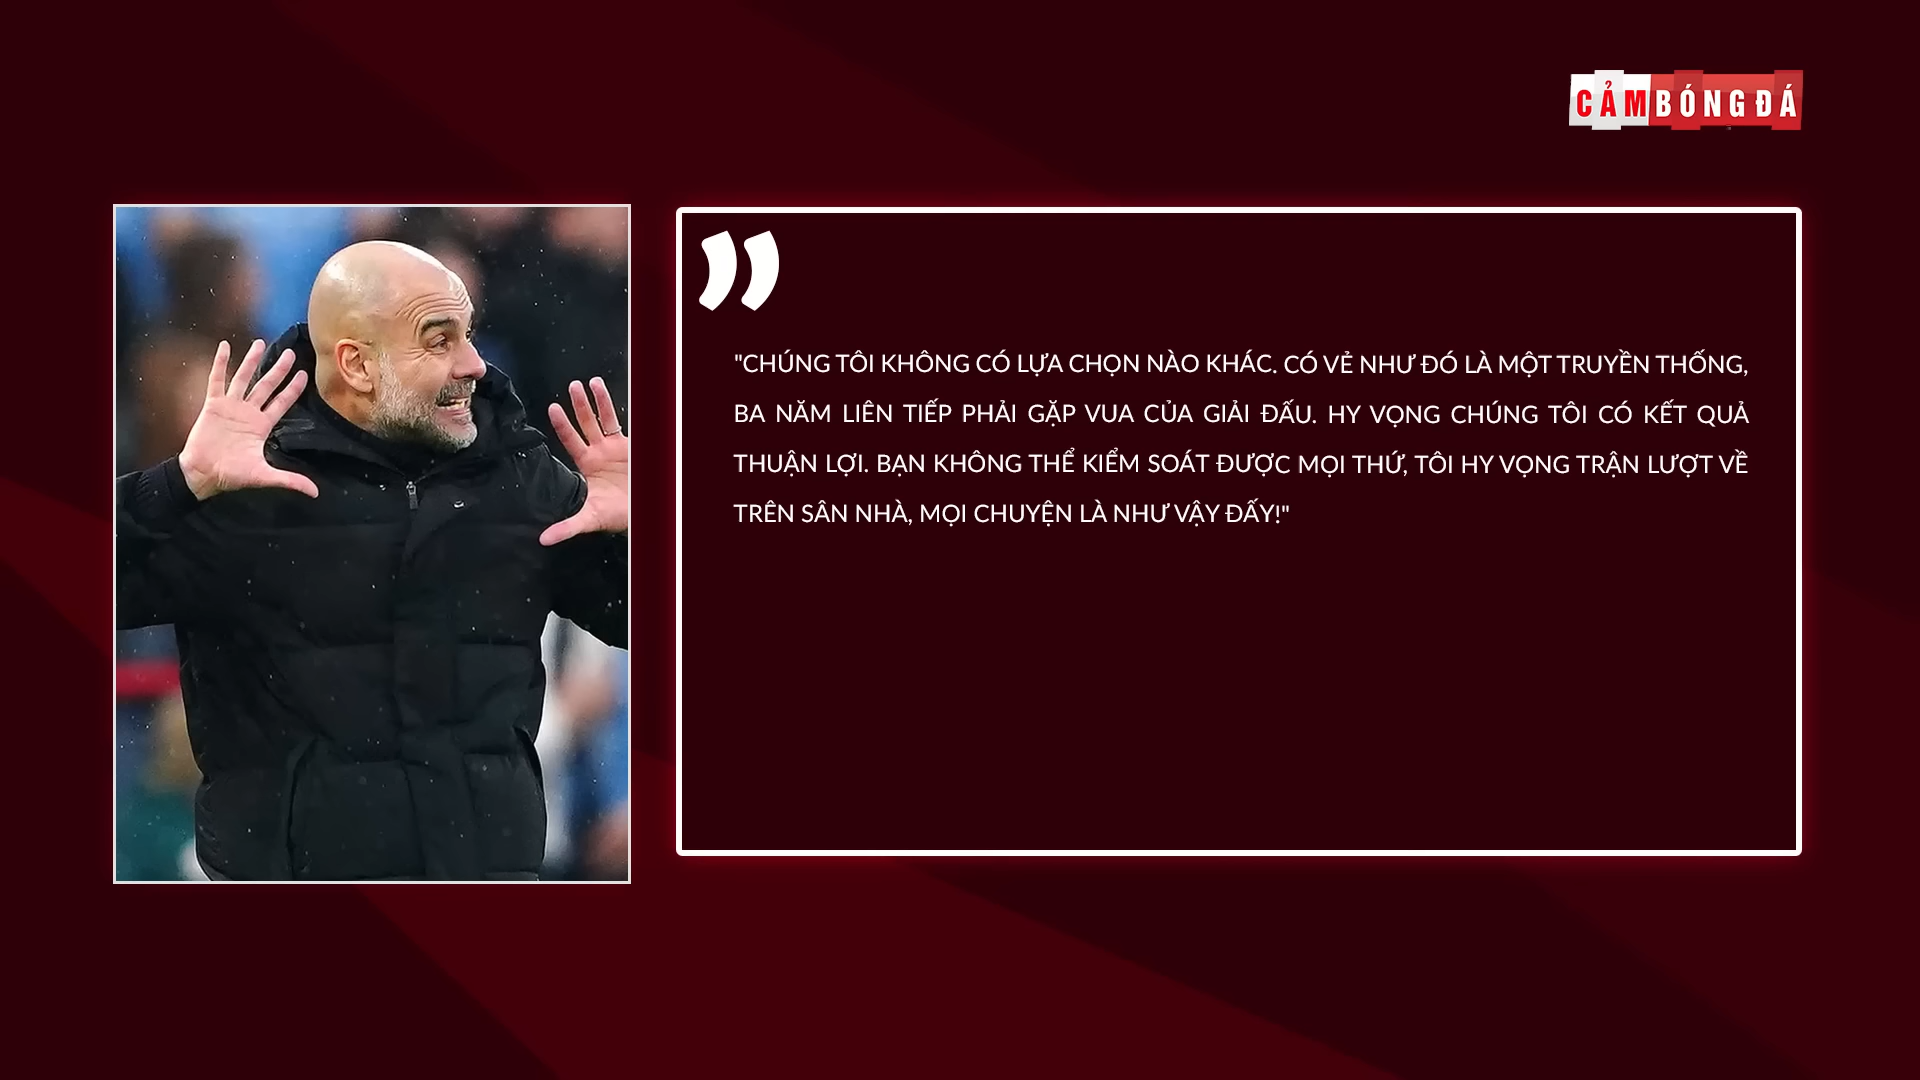 CẢMBÓNGĐÁ
"CHÚNG TÔI KHÔNG CÓ LỰA CHỌN NÀO KHÁC. CÓ VẺ NHƯ ĐÓ LÀ MỘT TRUYỀN THỐNG,
BA NĂM LIÊN TIẾP PHẢI GẶP VUA CỦA GIẢI ĐẤU. HY VỌNG CHÚNG TÔI CÓ KẾT QUẢ
THUẬN LỢI. BẠN KHÔNG THỂ KIỂM SOÁT ĐƯỢC MỌI THỨ, TÔI HY VỌNG TRẬN LƯỢT VỀ
TRÊN SÂN NHÀ, MỌI CHUYỆN LÀ NHƯ VẬY ĐẤY!"